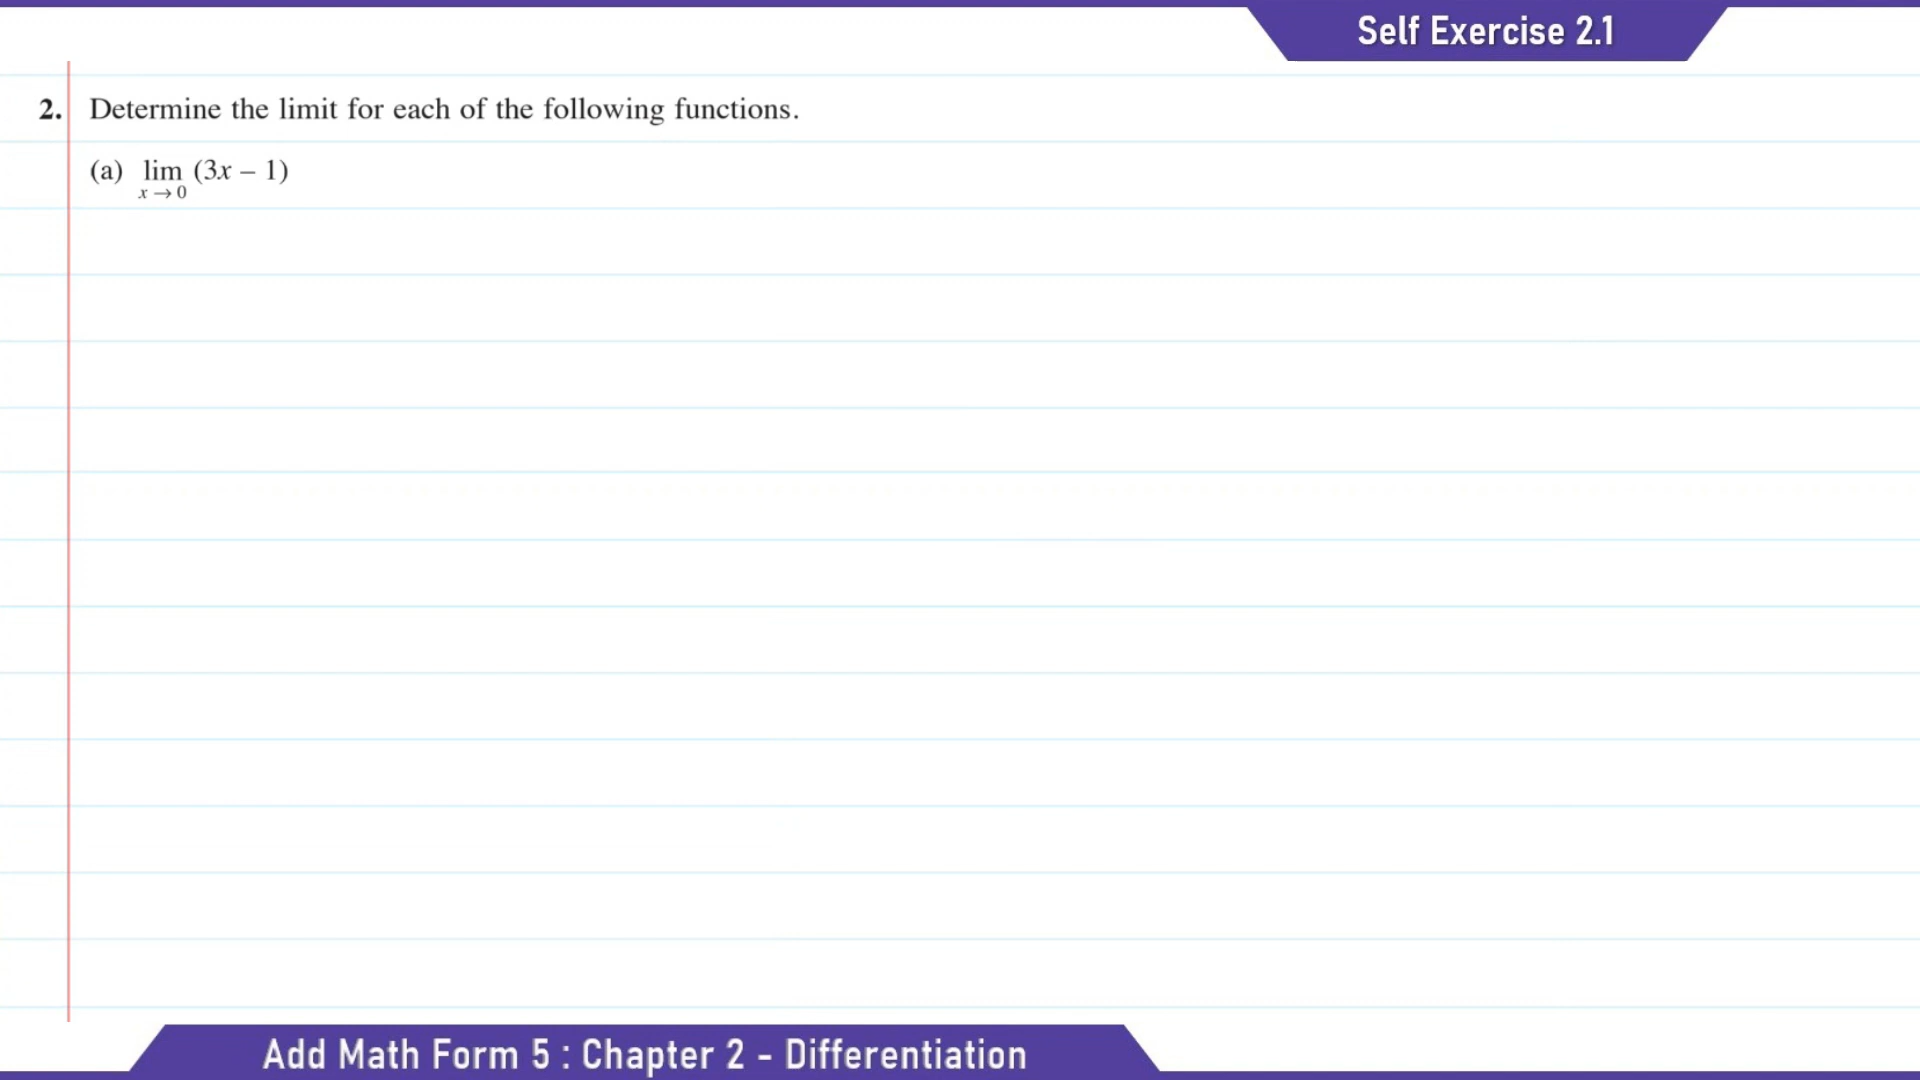 Self Exercise 2.1
2. Determine the limit for each of the following functions.
(a) lim (3x – 1)
x → 0
Add Math Form 5 : Chapter 2 - Differentiation